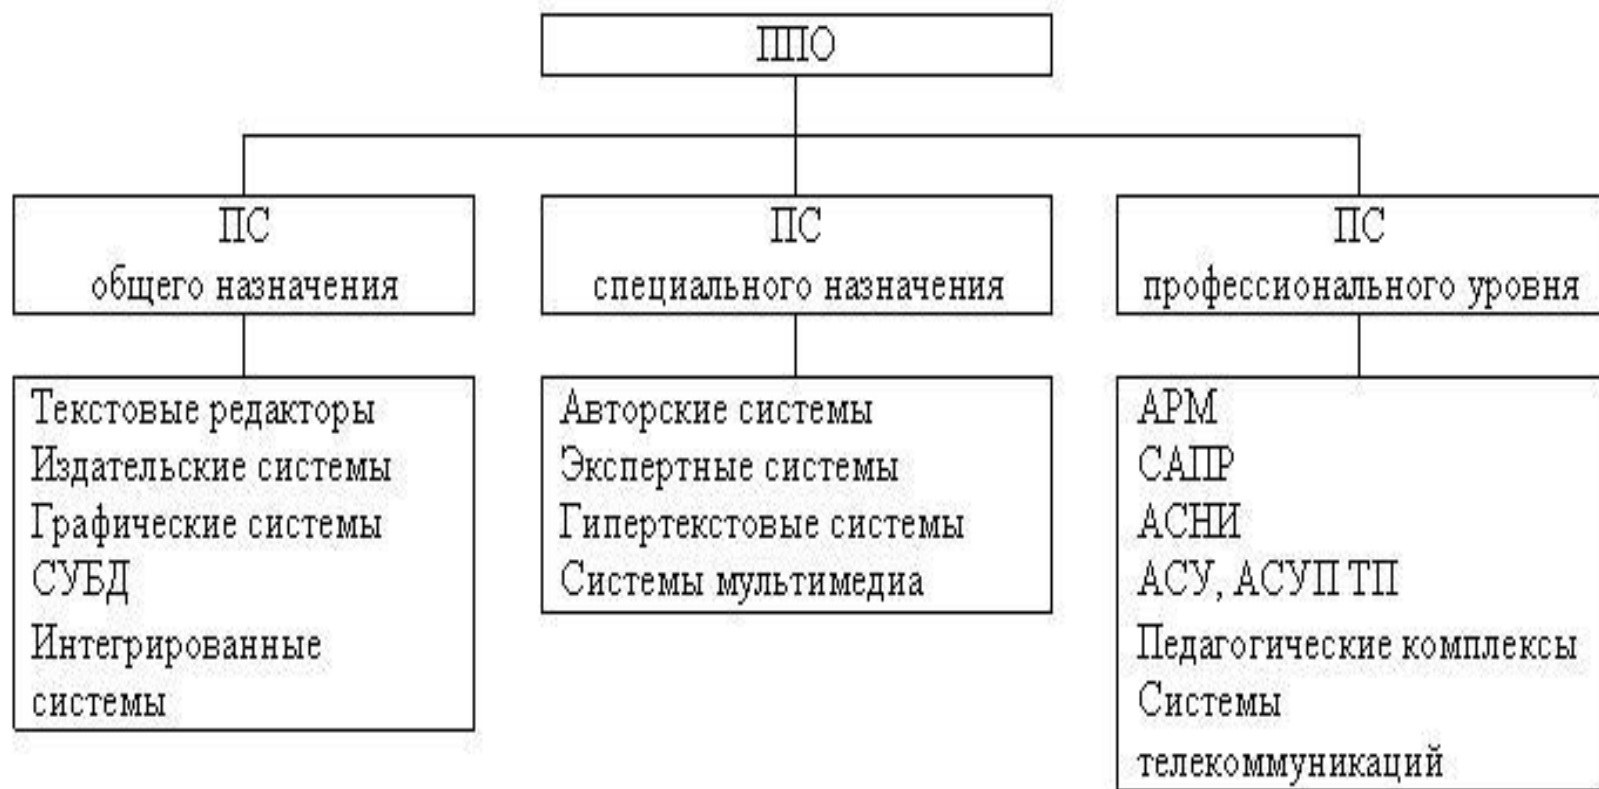 ППО
ПС
общего назначения
ПС
специального назначения
ПС
профессионального уровня
Текстовые редакторы
Издательские системы
Графические системы
СУБД
Интегрированные
системы
Авторские системы
Экспертные системы
Гипертекстовые системы
Системы мультимедиа
АРМ
САПР
АСНИ
АСУ, АСУП ТП
Педагогические комплексы
Системы
телекоммуникаций